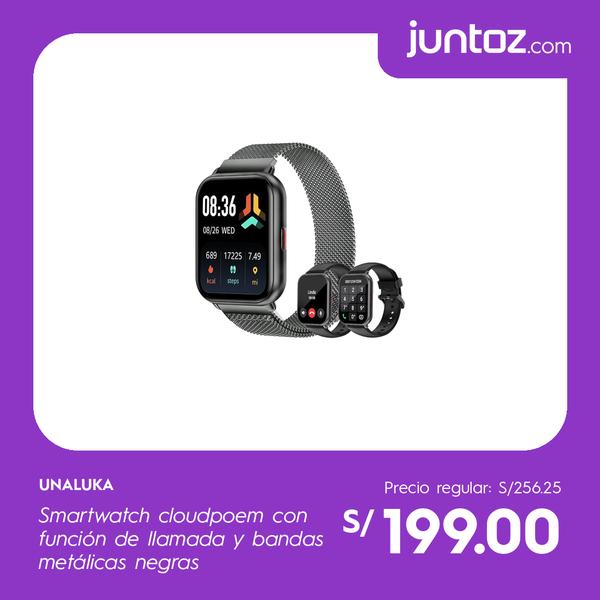 juntoz.com
08:36
08/26 WED
689 17225 7.49
kcal steps mi
UNALUKA
Smartwatch cloudpoem con
función de llamada y bandas
metálicas negras
Precio regular: S/256.25
S/199.00